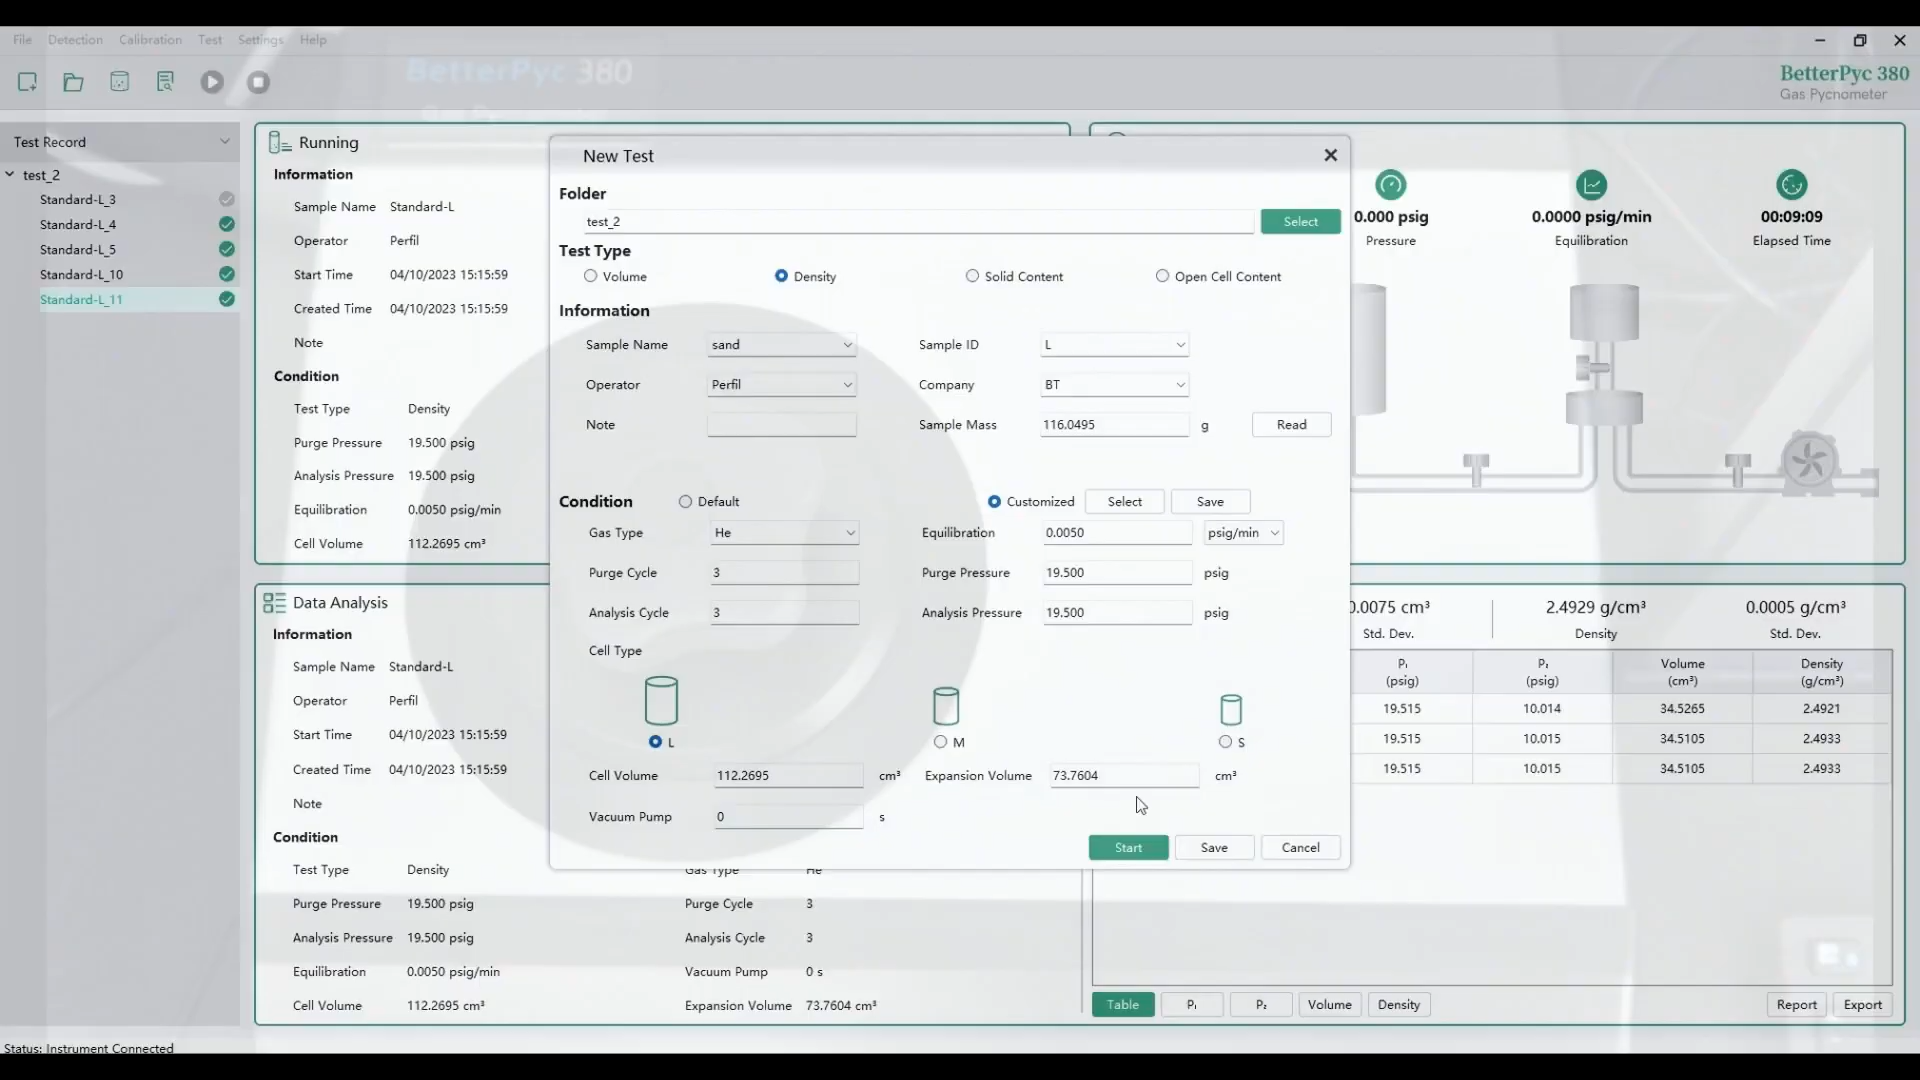 File Detection Calibration Test Settings Help
BetterPyc 380
BetterPyc 380
Gas Pycnometer
Test Record
test_2
Standard-L_3
Standard-L_4
Standard-L_5
Standard-L_10
Standard-L_11
Running
Information
Sample Name Standard-L
Operator Perfil
Start Time 04/10/2023 15:15:59
Created Time 04/10/2023 15:15:59
Note
Condition
Test Type Density
Purge Pressure 19.500 psig
Analysis Pressure 19.500 psig
Equilibration 0.0050 psig/min
Cell Volume 112.2695 cm³
New Test
Folder
test_2 Select
Test Type
Volume Density Solid Content Open Cell Content
Information
Sample Name sand Sample ID L
Operator Perfil Company BT
Note Sample Mass 116.0495 g Read
Condition Default Customized Select Save
Gas Type He Equilibration 0.0050 psig/min
Purge Cycle 3 Purge Pressure 19.500 psig
Analysis Cycle 3 Analysis Pressure 19.500 psig
Cell Type
L M S
Cell Volume 112.2695 cm³ Expansion Volume 73.7604 cm³
Vacuum Pump 0 s
Start Save Cancel
0.000 psig 0.0000 psig/min 00:09:09
Pressure Equilibration Elapsed Time
Data Analysis
Information
Sample Name Standard-L
Operator Perfil
Start Time 04/10/2023 15:15:59
Created Time 04/10/2023 15:15:59
Note
Condition
Test Type Density Gas Type He
Purge Pressure 19.500 psig Purge Cycle 3
Analysis Pressure 19.500 psig Analysis Cycle 3
Equilibration 0.0050 psig/min Vacuum Pump 0 s
Cell Volume 112.2695 cm³ Expansion Volume 73.7604 cm³
0.0075 cm³ 2.4929 g/cm³ 0.0005 g/cm³
Std. Dev. Density Std. Dev.
P₁ P₂ Volume Density
(psig) (psig) (cm³) (g/cm³)
19.515 10.014 34.5265 2.4921
19.515 10.015 34.5105 2.4933
19.515 10.015 34.5105 2.4933
Table P₁ P₂ Volume Density Report Export
Status: Instrument Connected